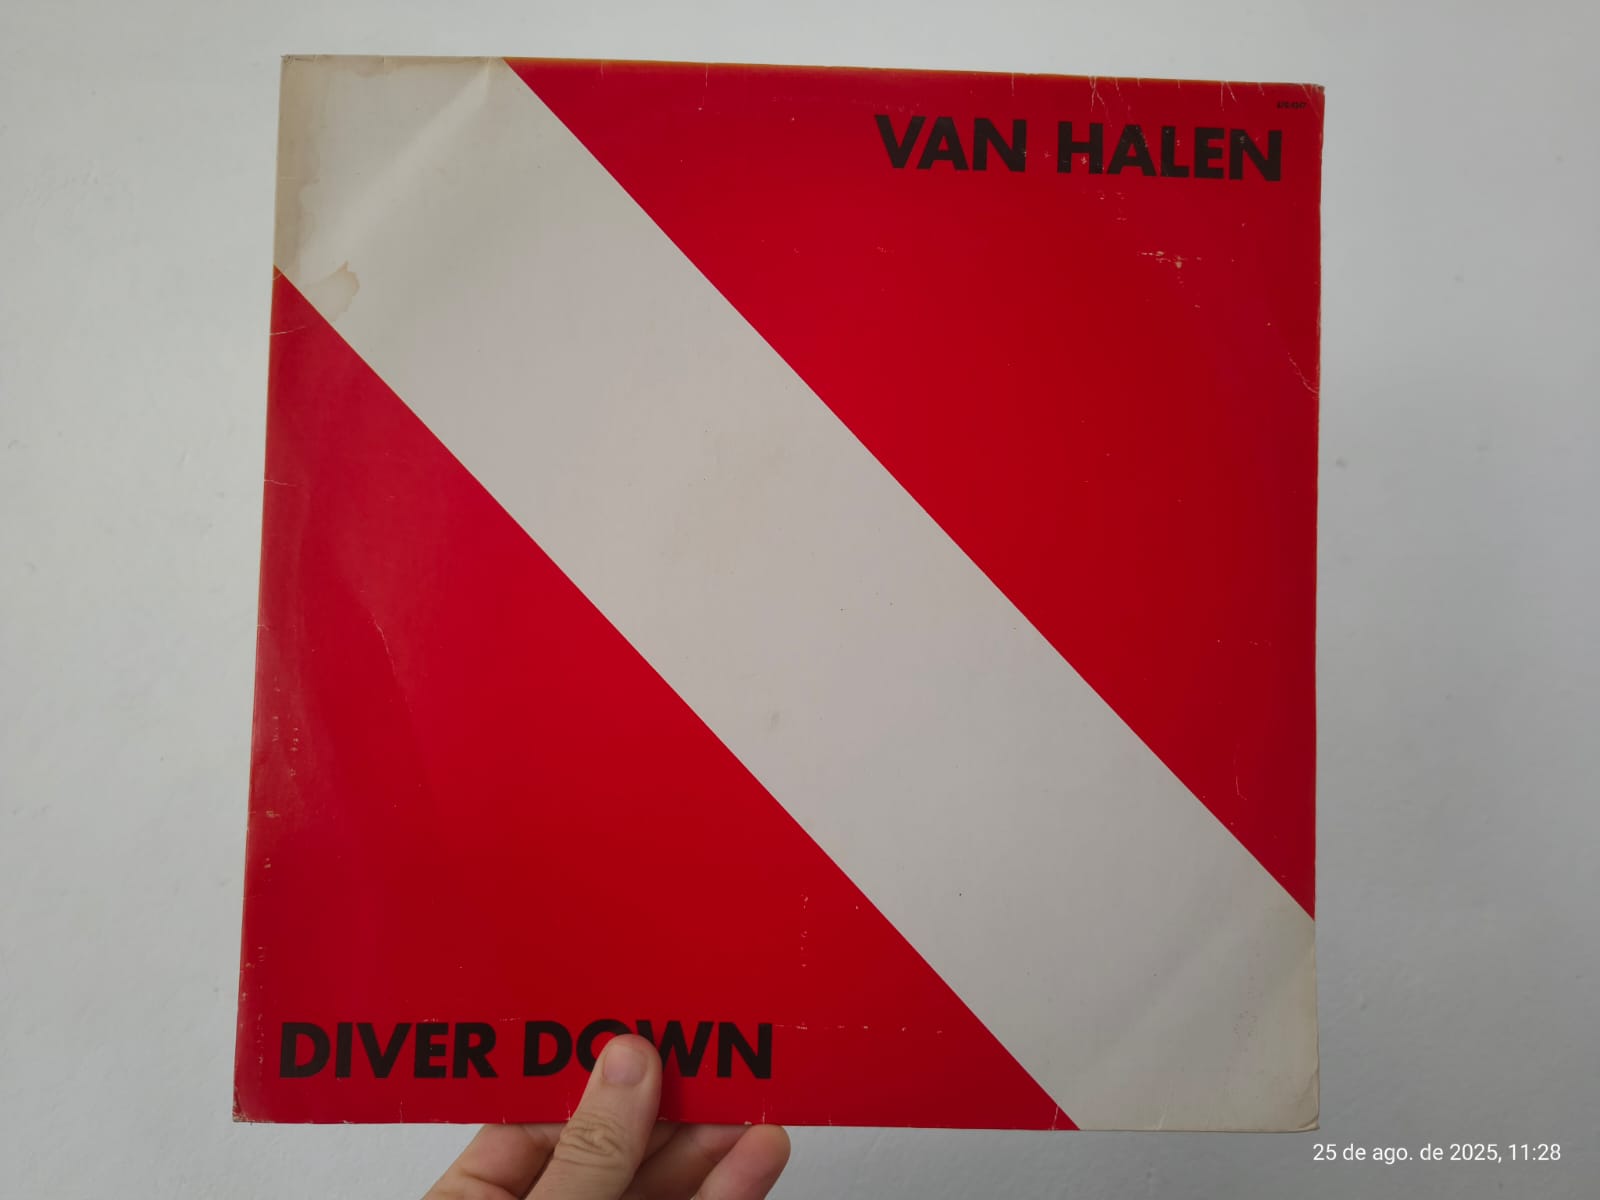 VAN HALEN
DIVER DOWN
25 de ago. de 2025, 11:28